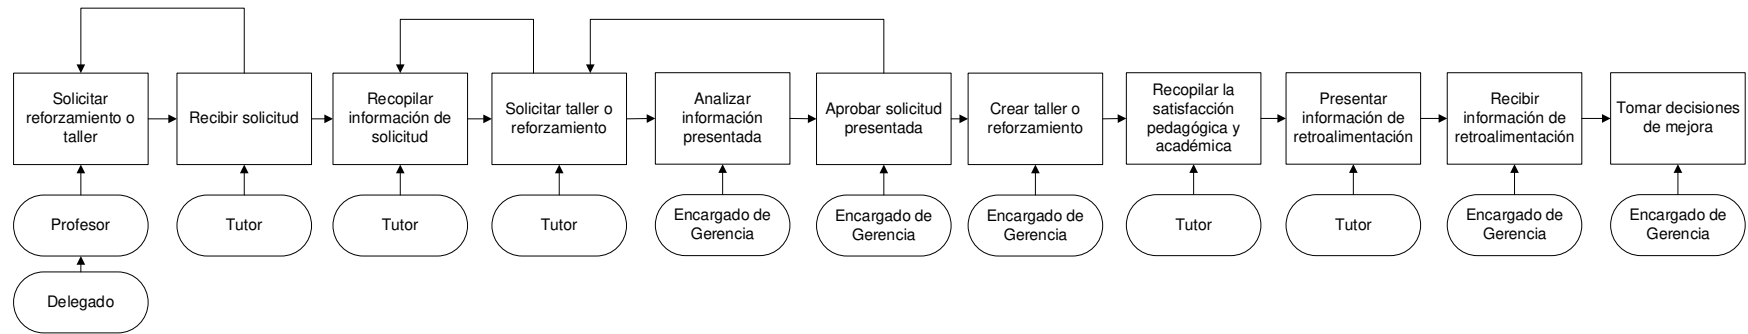 Solicitar
reforzamiento o
taller
Recibir solicitud
Recopilar
información de
solicitud
Solicitar taller o
reforzamiento
Analizar
información
presentada
Aprobar solicitud
presentada
Crear taller o
reforzamiento
Recopilar la
satisfacción
pedagógica y
académica
Presentar
información de
retroalimentación
Recibir
información de
retroalimentación
Tomar decisiones
de mejora
Profesor
Tutor
Tutor
Tutor
Encargado de
Gerencia
Encargado de
Gerencia
Encargado de
Gerencia
Tutor
Tutor
Encargado de
Gerencia
Encargado de
Gerencia
Delegado